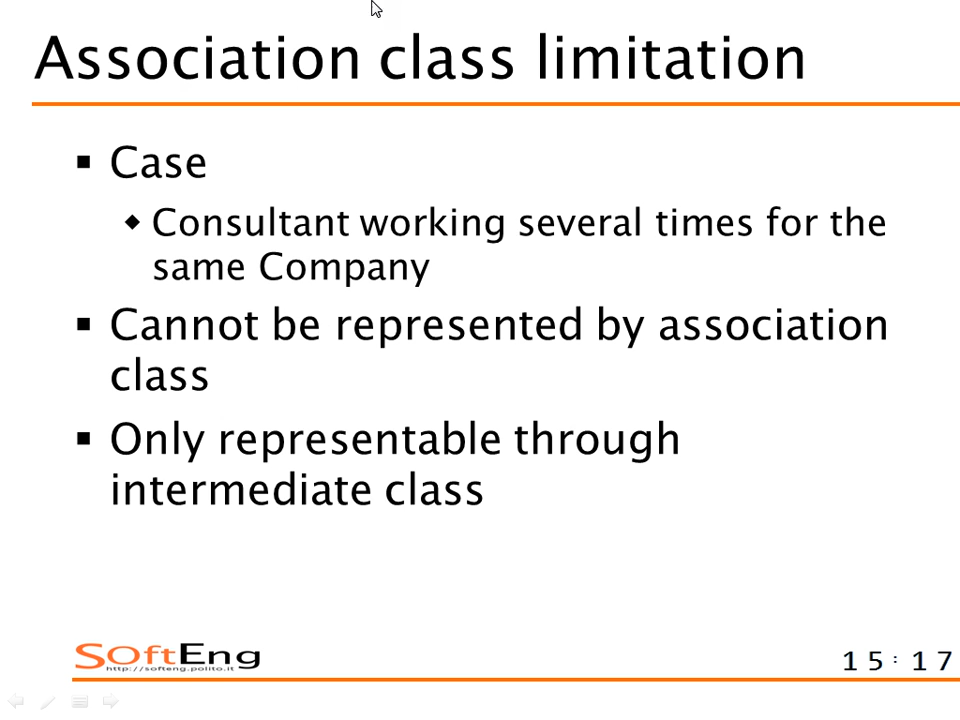 Association class limitation
▪ Case
◆ Consultant working several times for the
same Company
▪ Cannot be represented by association
class
▪ Only representable through
intermediate class
SOftEng
http://softeng.polito.it
15:17